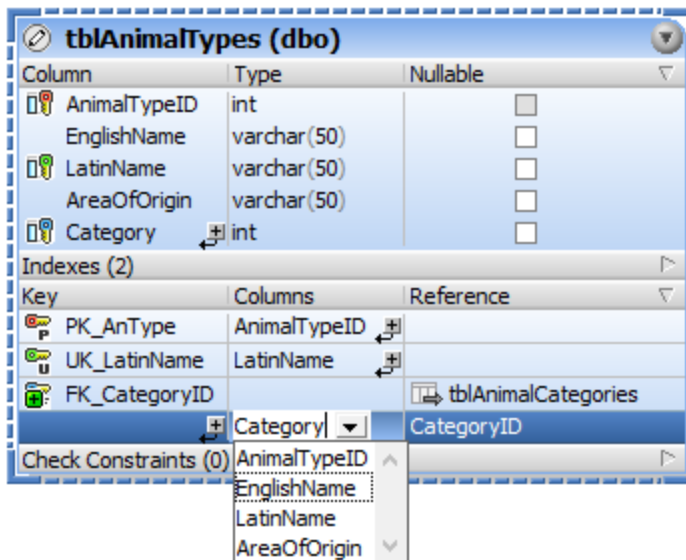 tblAnimalTypes (dbo)
Column Type Nullable
AnimalTypeID int
EnglishName varchar(50)
LatinName varchar(50)
AreaOfOrigin varchar(50)
Category int
Indexes (2)
Key Columns Reference
P PK_AnType AnimalTypeID
U UK_LatinName LatinName
FK_CategoryID tblAnimalCategories
Category CategoryID
Check Constraints (0) AnimalTypeID
EnglishName
LatinName
AreaOfOrigin